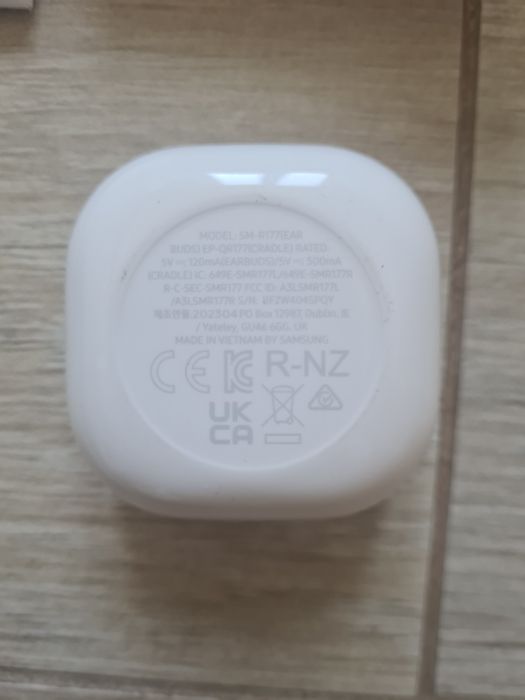 MODEL: SM-R177(EAR
BUDS) EP-QR177(CRADLE) RATED:
5V ⎓ 120mA(EARBUDS)/5V ⎓ 500mA
(CRADLE) IC: 649E-SMR177L/649E-SMR177R
R-C-SEC-SMR177 FCC ID: A3LSMR177L
/A3LSMR177R S/N:
제조연월:202304 PO Box 12987, Dublin, IE
/ Yateley, GU46 6GG, UK
MADE IN VIETNAM BY SAMSUNG
CE KC R-NZ
UK
CA